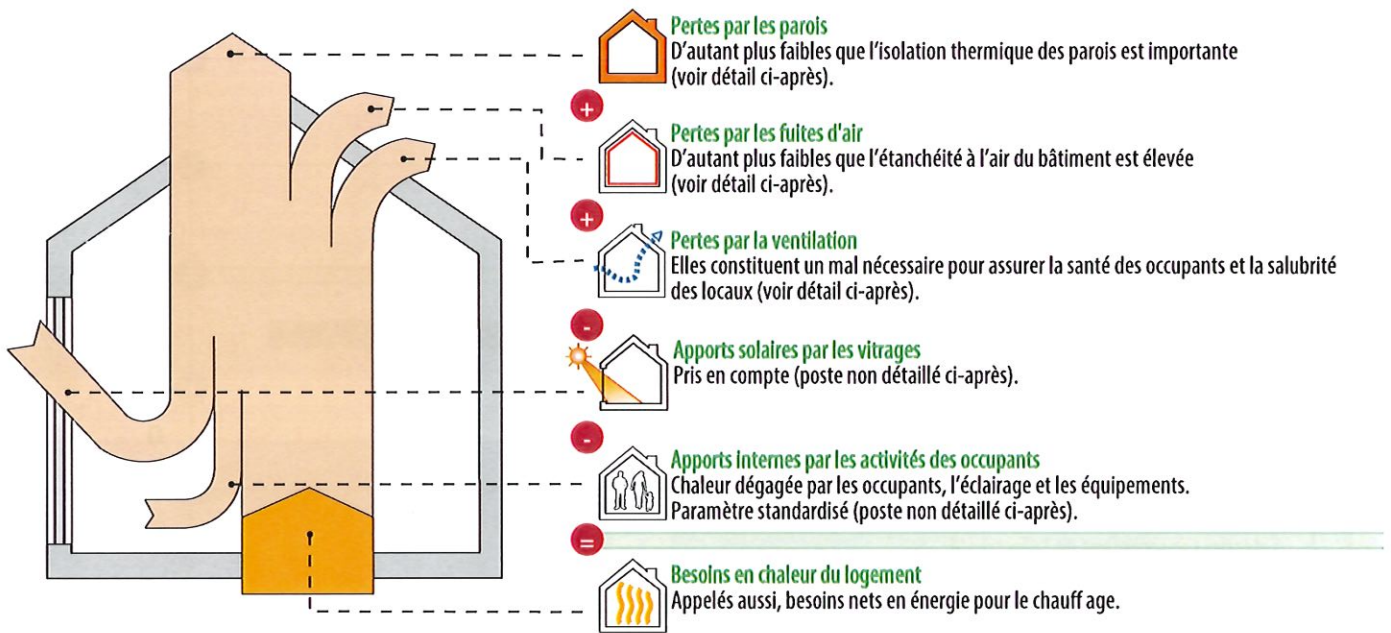 Pertes par les parois
D'autant plus faibles que l'isolation thermique des parois est importante
(voir détail ci-après).
+
Pertes par les fuites d'air
D'autant plus faibles que l'étanchéité à l'air du bâtiment est élevée
(voir détail ci-après).
+
Pertes par la ventilation
Elles constituent un mal nécessaire pour assurer la santé des occupants et la salubrité
des locaux (voir détail ci-après).
-
Apports solaires par les vitrages
Pris en compte (poste non détaillé ci-après).
-
Apports internes par les activités des occupants
Chaleur dégagée par les occupants, l'éclairage et les équipements.
Paramètre standardisé (poste non détaillé ci-après).
=
Besoins en chaleur du logement
Appelés aussi, besoins nets en énergie pour le chauff age.